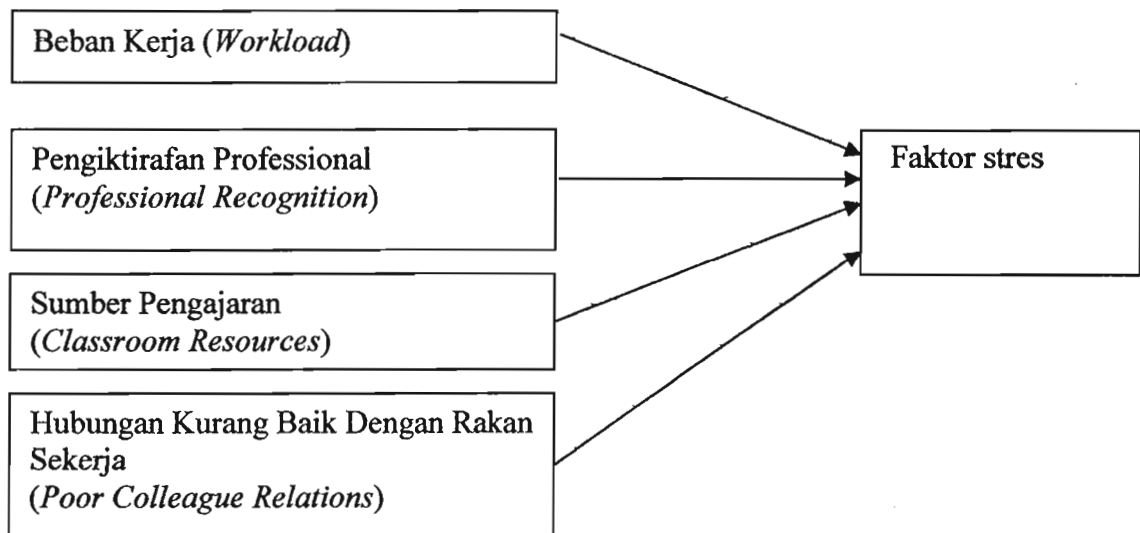 Beban Kerja (Workload)
Pengiktirafan Professional
(Professional Recognition)
Sumber Pengajaran
(Classroom Resources)
Hubungan Kurang Baik Dengan Rakan
Sekerja
(Poor Colleague Relations)
Faktor stres